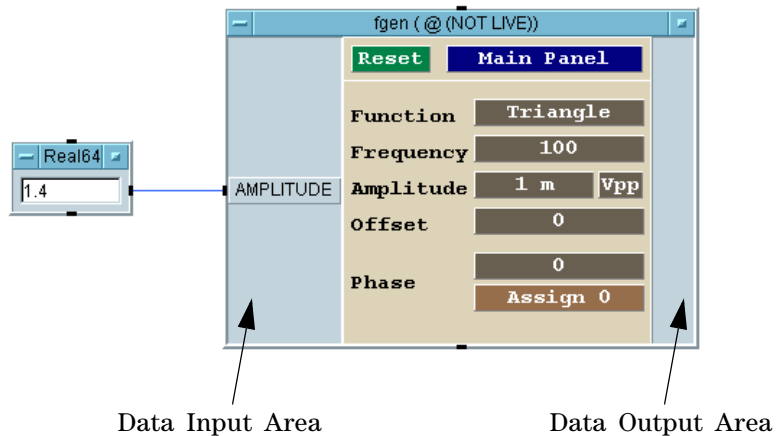 fgen ( @ (NOT LIVE))
Reset Main Panel
Function Triangle
Frequency 100
Amplitude 1 m Vpp
Offset 0
Phase 0
Assign 0
Real64
1.4
AMPLITUDE
Data Input Area
Data Output Area